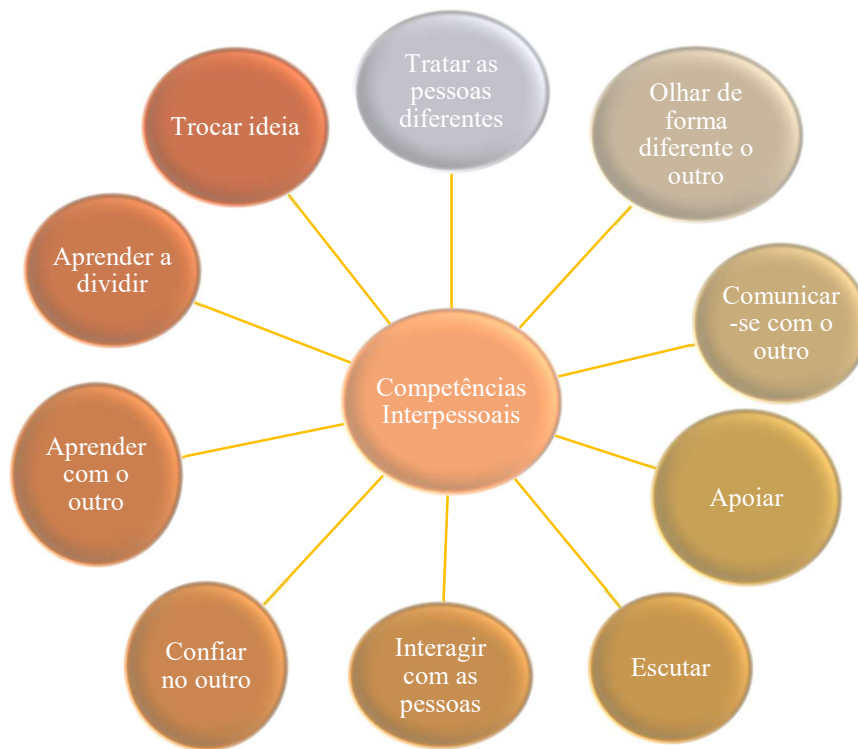 Tratar as
pessoas
diferentes
Olhar de
forma
diferente o
outro
Comunicar
-se com o
outro
Apoiar
Escutar
Interagir
com as
pessoas
Confiar
no outro
Aprender
com o
outro
Aprender a
dividir
Trocar ideia
Competências
Interpessoais